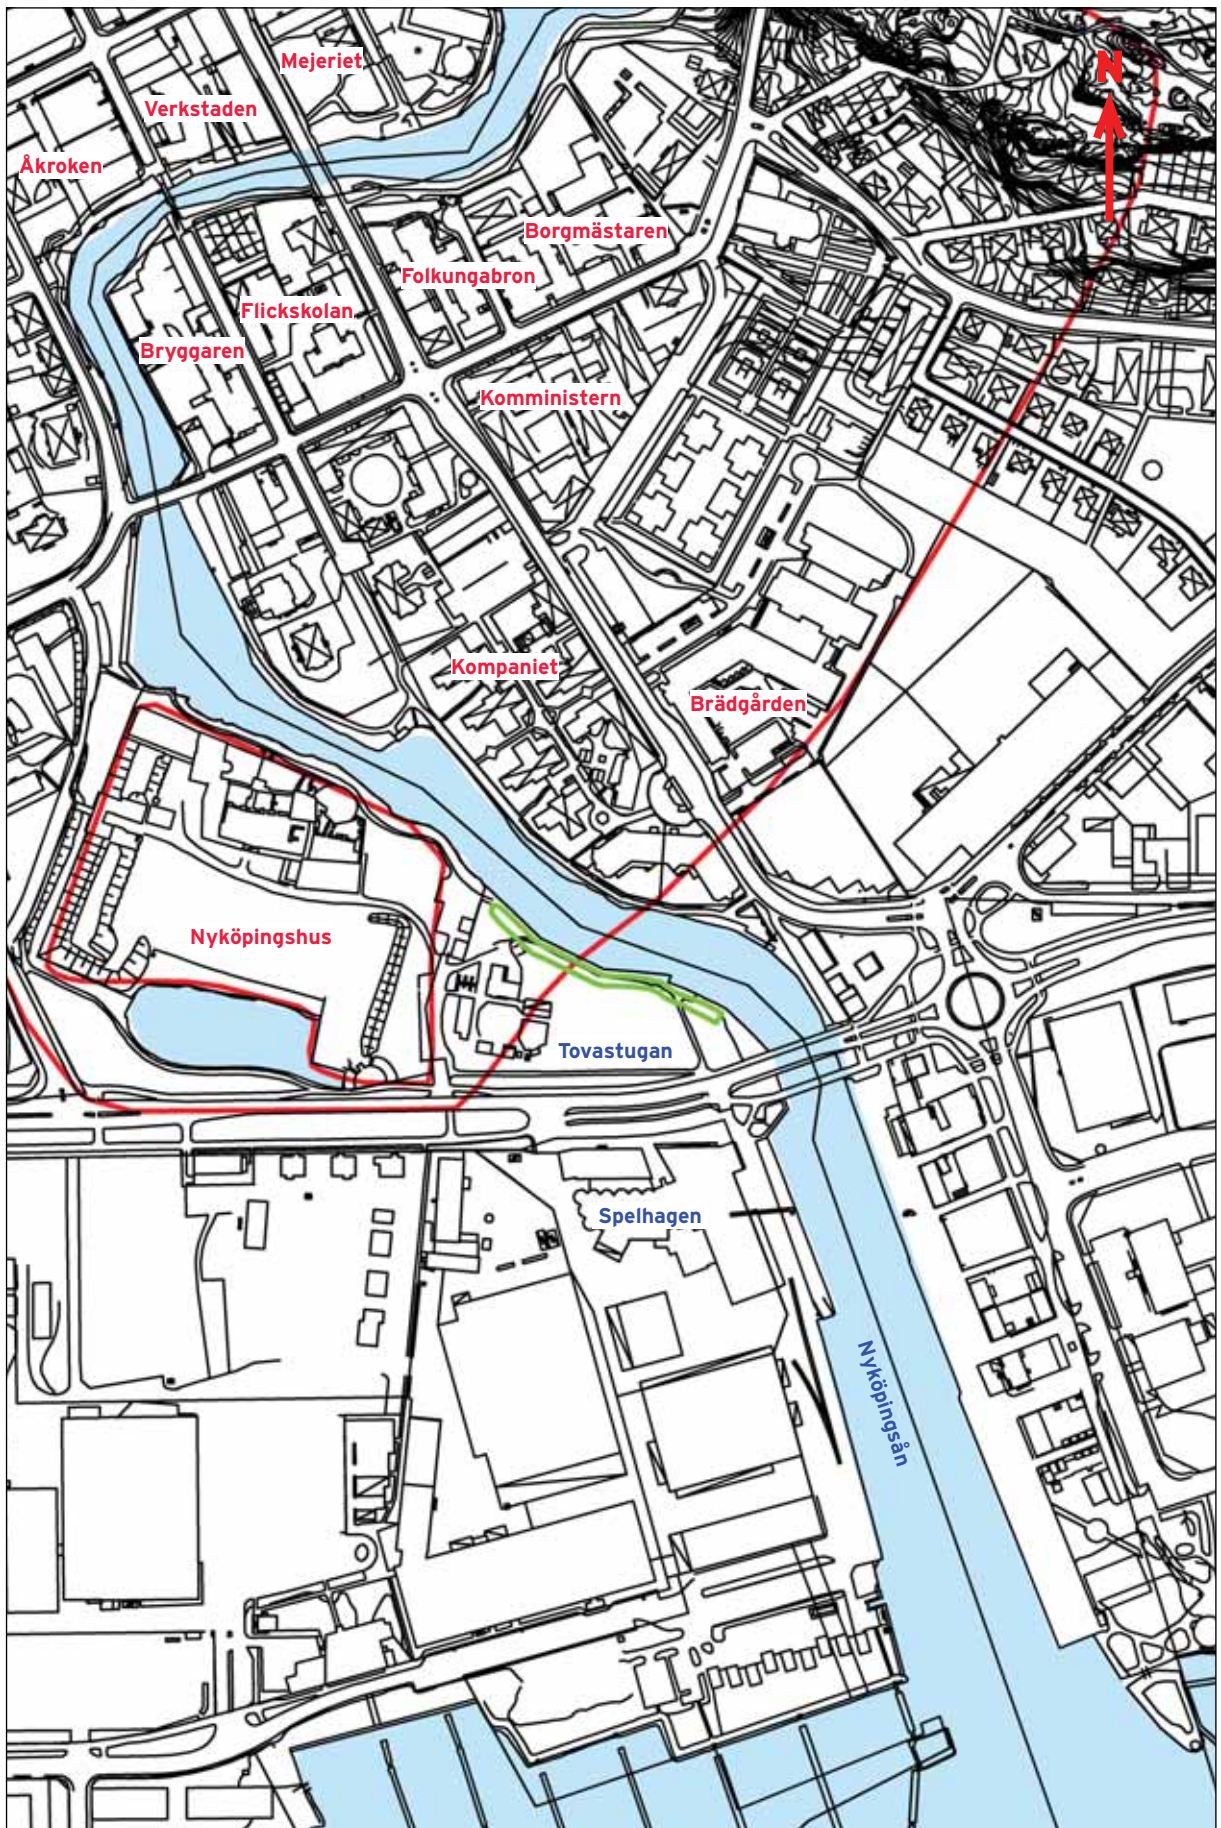 Mejeriet
N
Verkstaden
Åkroken
Borgmästaren
Folkungabron
Flickskolan
Bryggaren
Komministern
Kompaniet
Brädgården
Nyköpingshus
Tovastugan
Spelhagen
Nyköpingsån